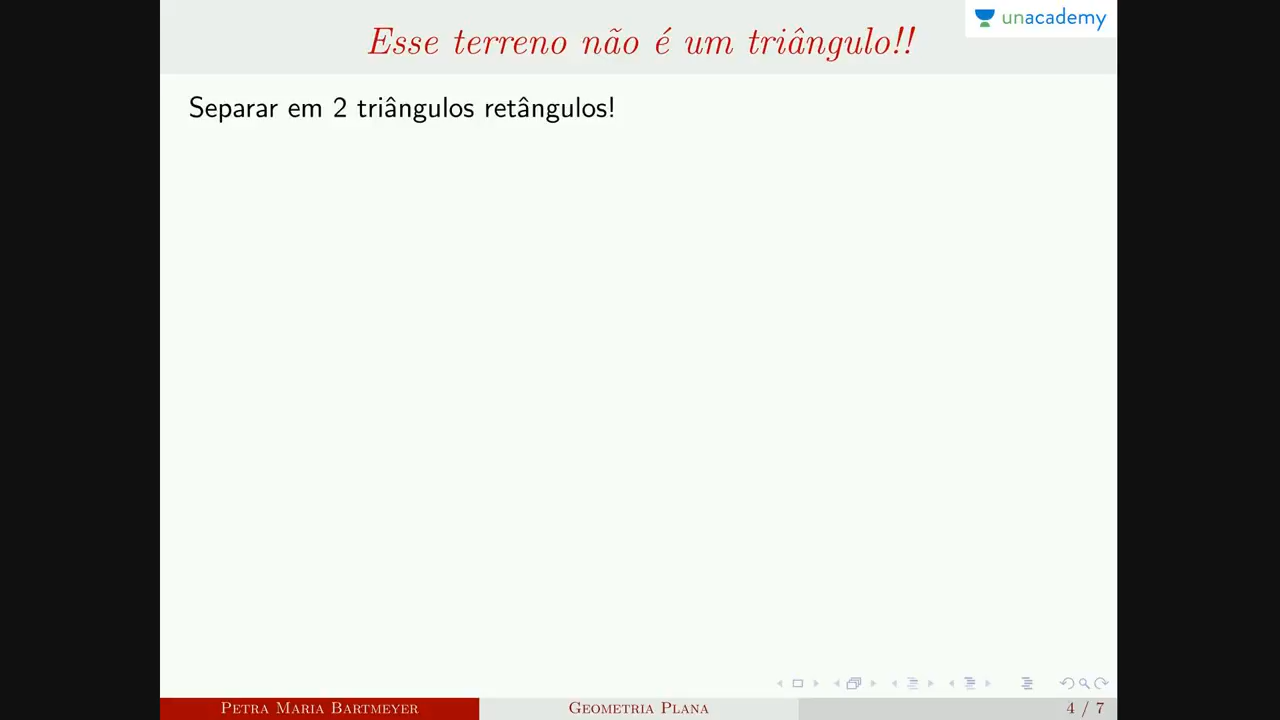 unacademy
Esse terreno não é um triângulo!!
Separar em 2 triângulos retângulos!
Petra Maria Bartmeyer
Geometria Plana
4 / 7